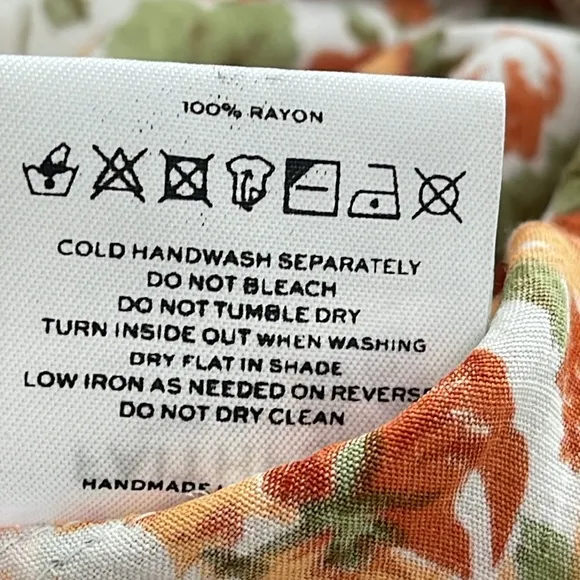 100% RAYON
COLD HANDWASH SEPARATELY
DO NOT BLEACH
DO NOT TUMBLE DRY
TURN INSIDE OUT WHEN WASHING
DRY FLAT IN SHADE
LOW IRON AS NEEDED ON REVERSE
DO NOT DRY CLEAN
HANDMADE